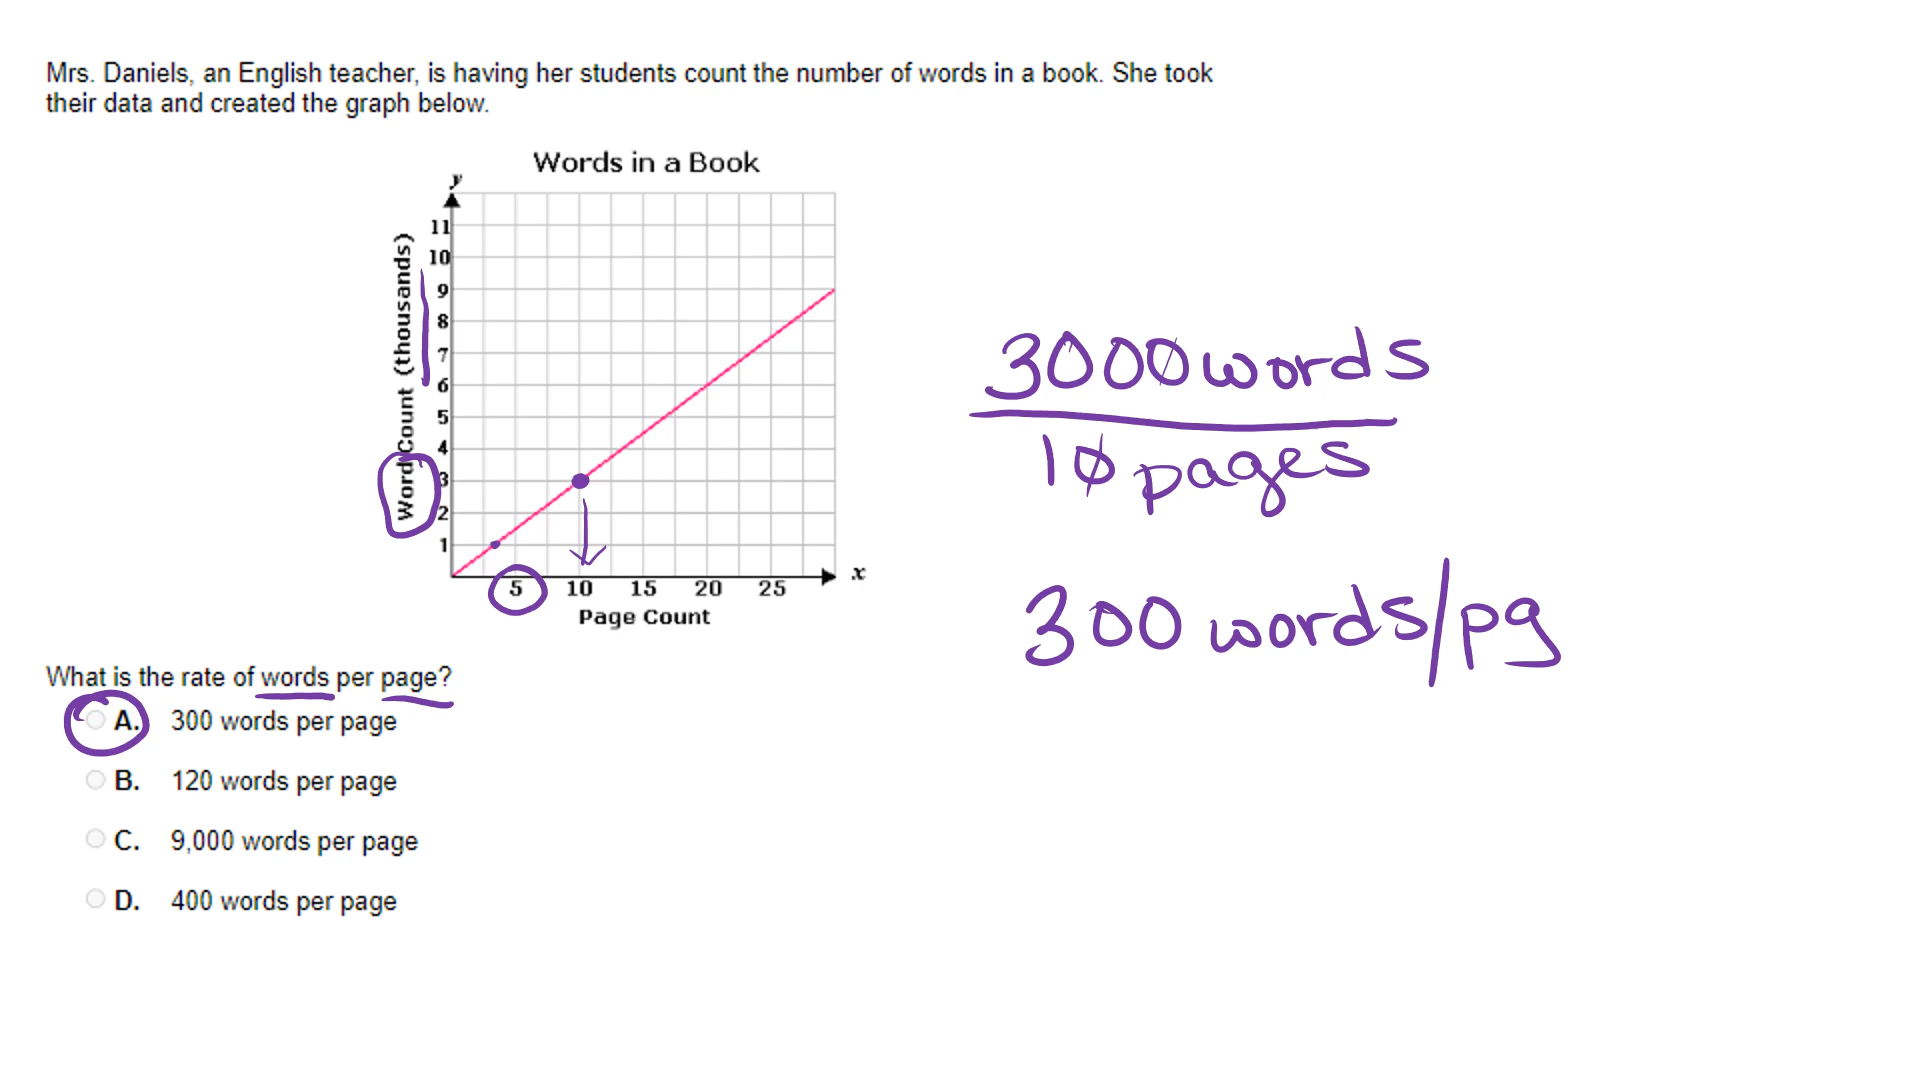 Mrs. Daniels, an English teacher, is having her students count the number of words in a book. She took
their data and created the graph below.
Words in a Book
y
11
10
9
8
7
6
5
4
3
2
1
Word Count (thousands)
5 10 15 20 25
x
Page Count
3000 words
10 pages
300 words/pg
What is the rate of words per page?
A. 300 words per page
B. 120 words per page
C. 9,000 words per page
D. 400 words per page